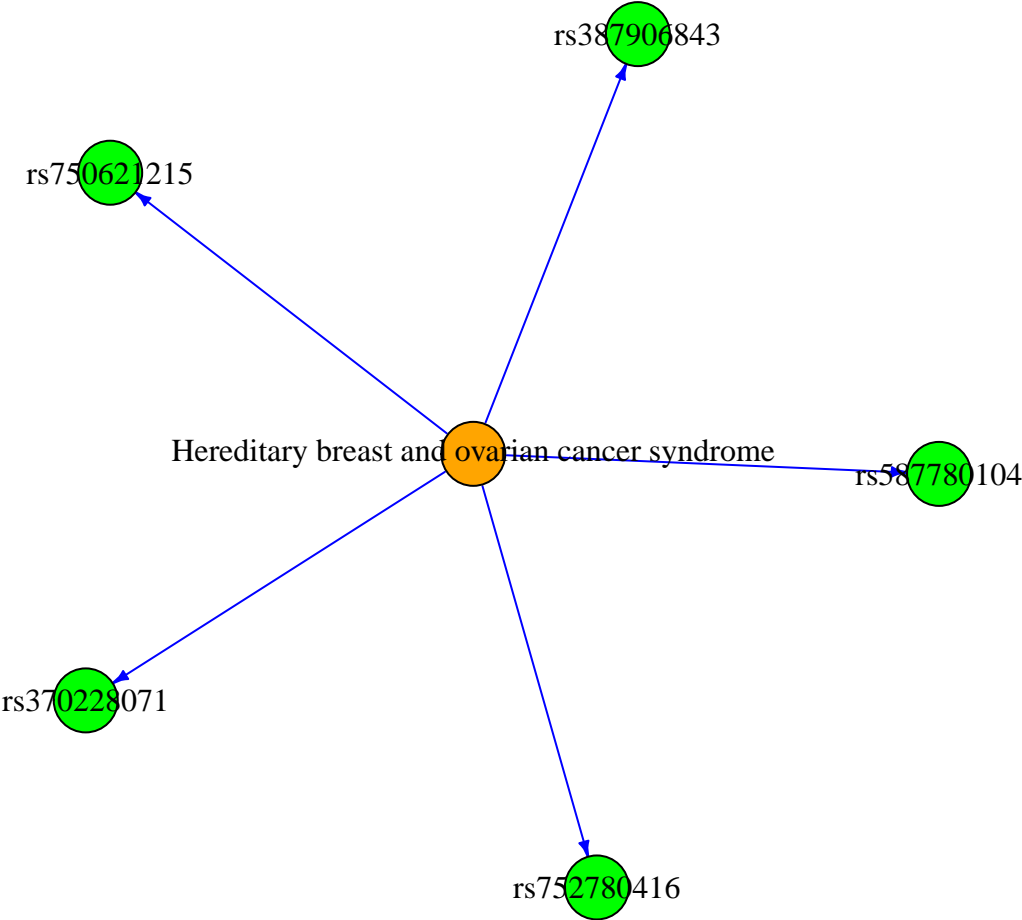 rs387906843
rs750621215
Hereditary breast and ovarian cancer syndrome
rs587780104
rs370228071
rs752780416